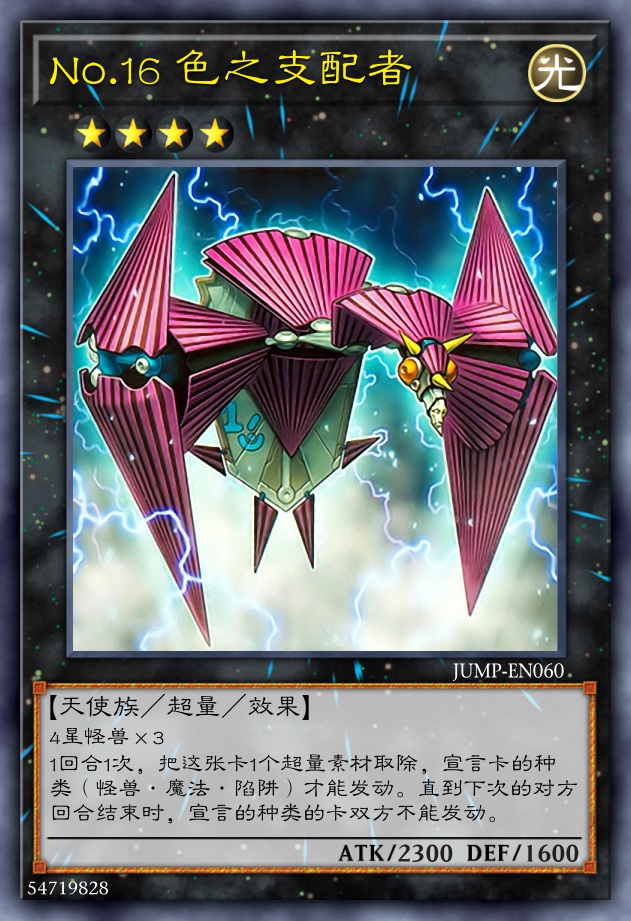 No.16 色之支配者
光
16
JUMP-EN060
【天使族／超量／效果】
4星怪兽×3
1回合1次，把这张卡1个超量素材取除，宣言卡的种
类（怪兽·魔法·陷阱）才能发动。直到下次的对方
回合结束时，宣言的种类的卡双方不能发动。
ATK/2300 DEF/1600
54719828